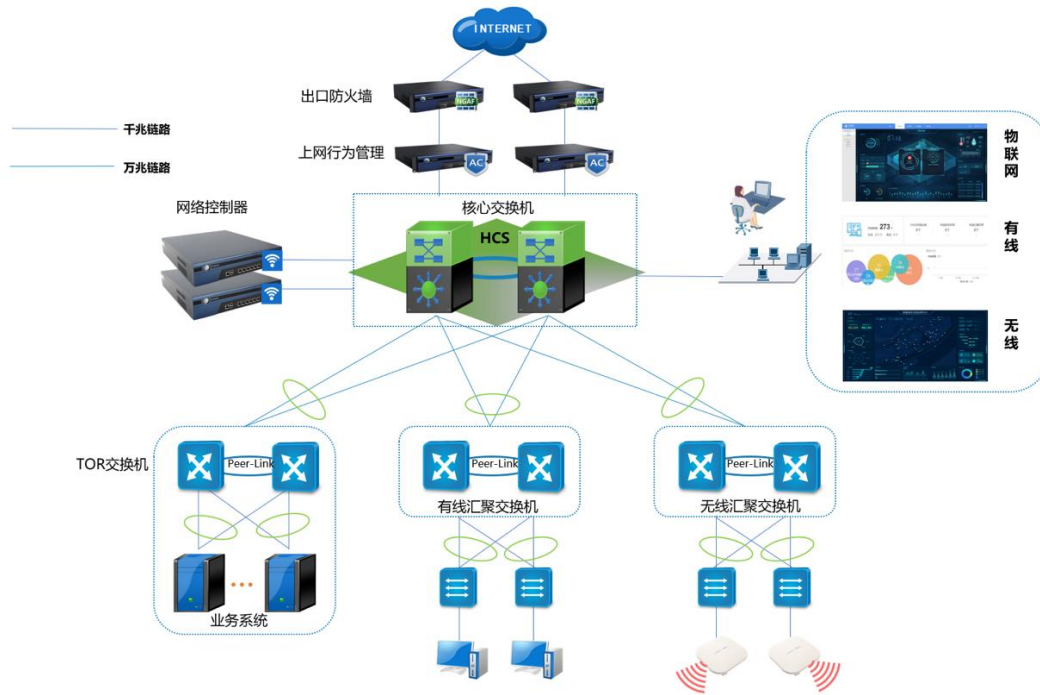 INTERNET
出口防火墙
NGAF
NGAF
千兆链路
上网行为管理
AC
AC
万兆链路
物联网
网络控制器
核心交换机
HCS
有线
273
无线
TOR交换机
Peer-Link
Peer-Link
Peer-Link
有线汇聚交换机
无线汇聚交换机
业务系统